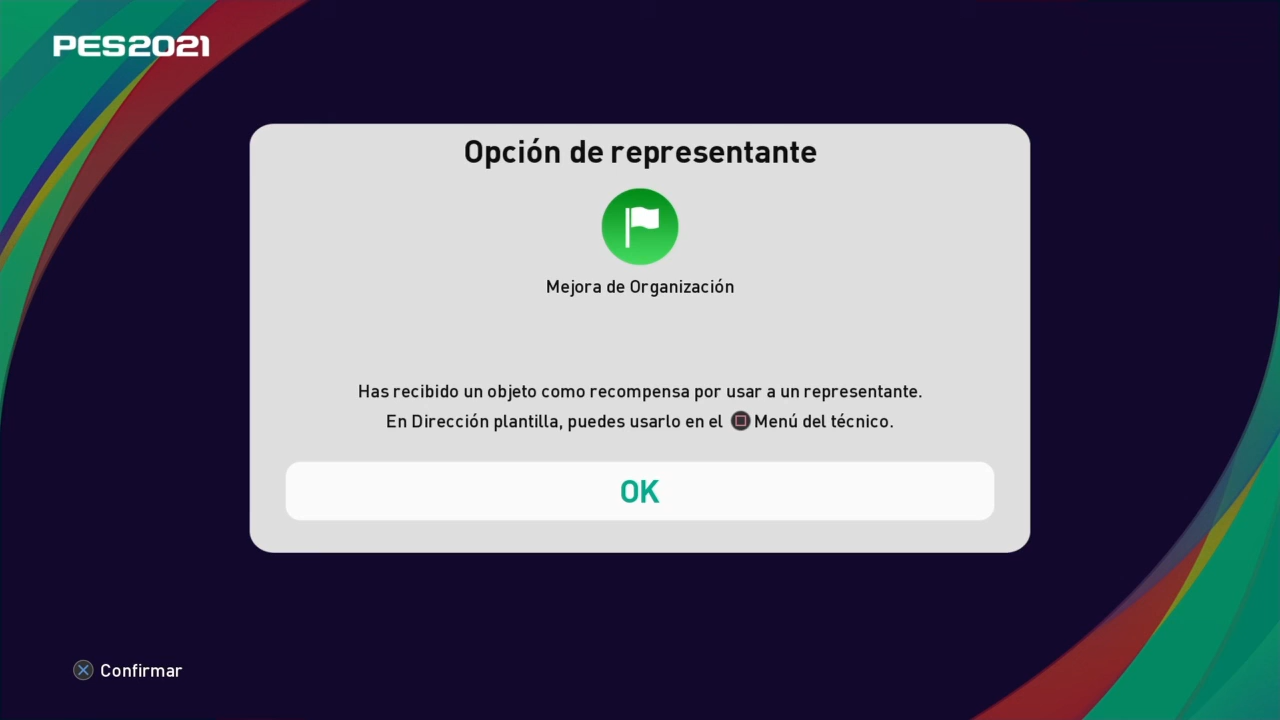 PES2021
Opción de representante
Mejora de Organización
Has recibido un objeto como recompensa por usar a un representante.
En Dirección plantilla, puedes usarlo en el Menú del técnico.
OK
Confirmar